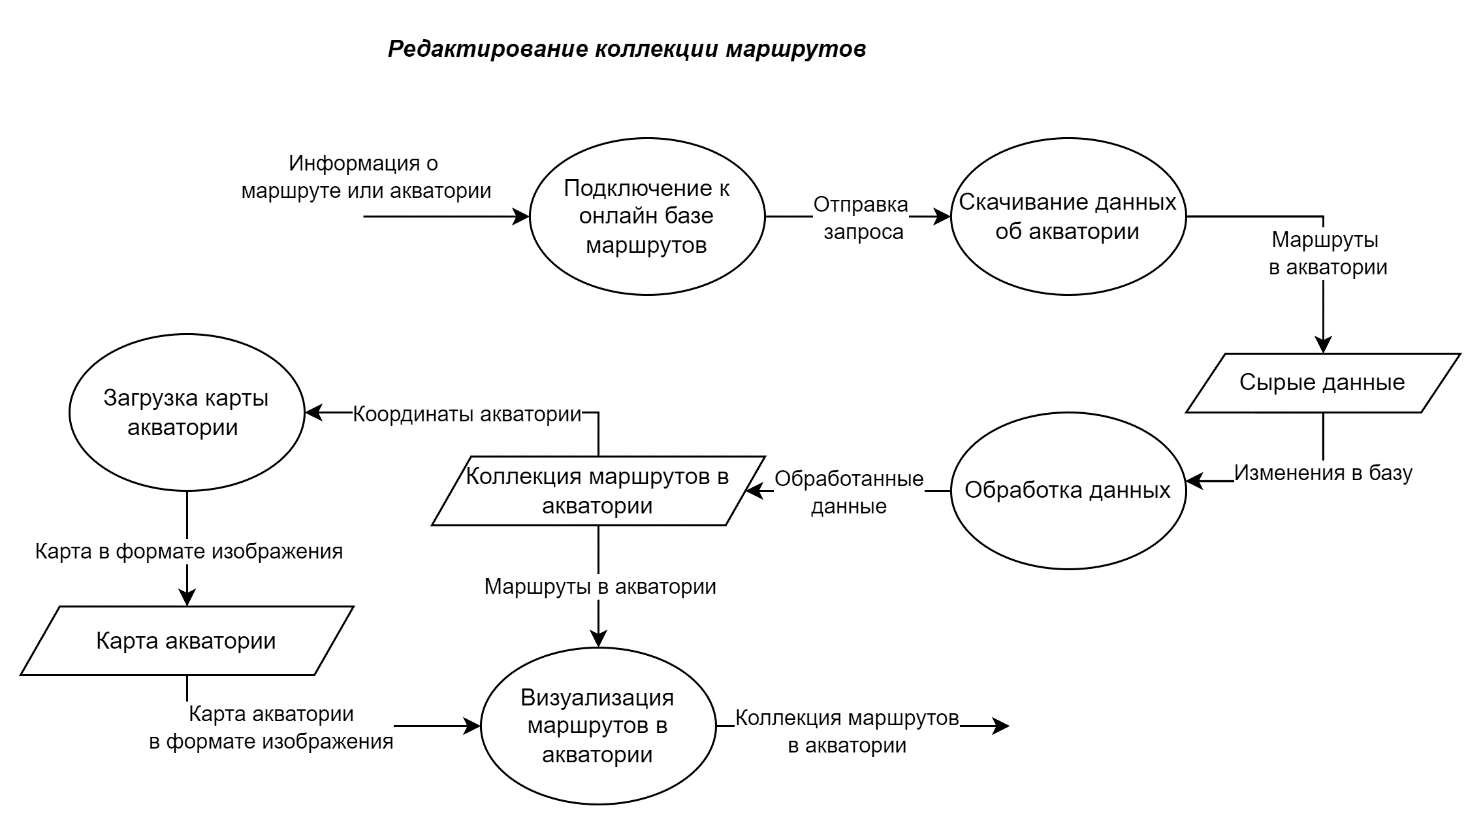 Редактирование коллекции маршрутов
Информация о
маршруте или акватории
Подключение к
онлайн базе
маршрутов
Отправка
запроса
Скачивание данных
об акватории
Маршруты
в акватории
Сырые данные
Изменения в базу
Обработка данных
Обработанные
данные
Коллекция маршрутов в
акватории
Координаты акватории
Загрузка карты
акватории
Карта в формате изображения
Карта акватории
Карта акватории
в формате изображения
Маршруты в акватории
Визуализация
маршрутов в
акватории
Коллекция маршрутов
в акватории